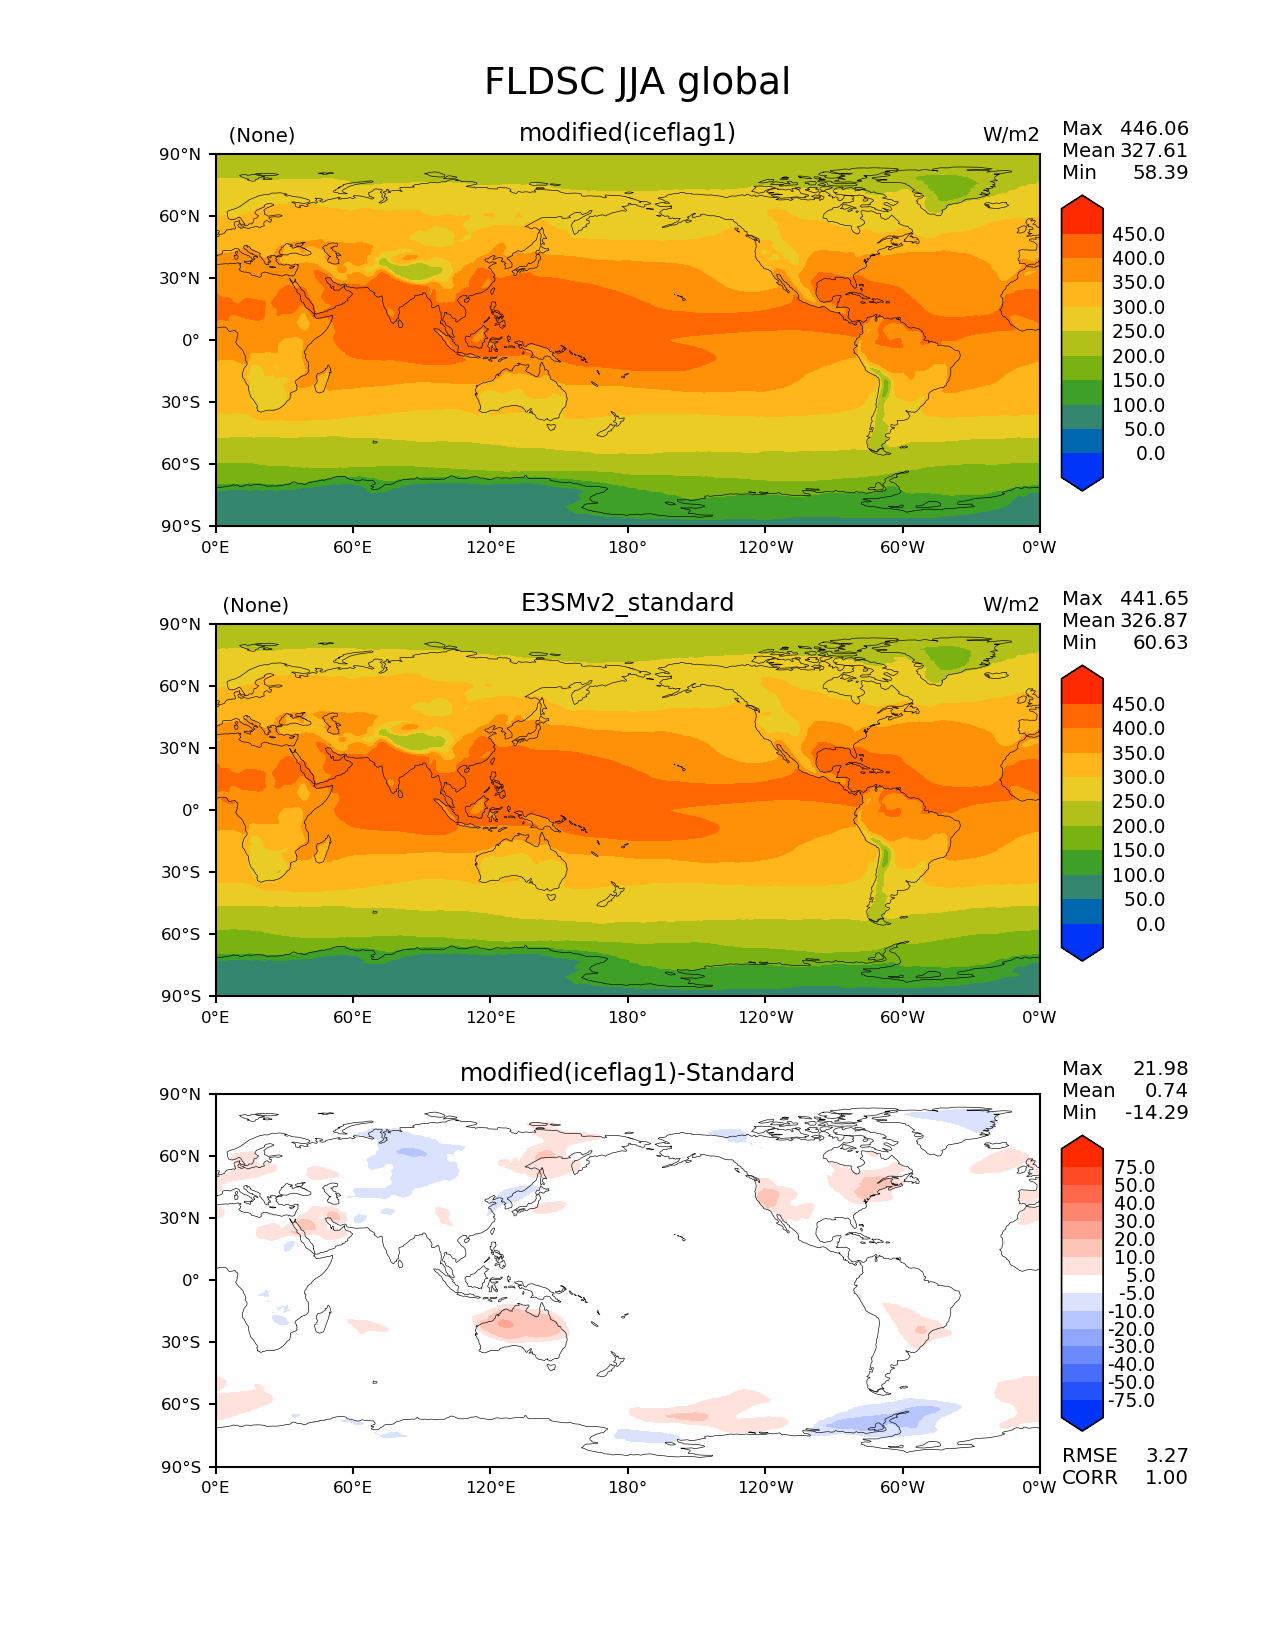 FLDSC JJA global
(None) modified(iceflag1) W/m2
Max 446.06
Mean 327.61
Min 58.39
90°N
60°N
30°N
0°
30°S
60°S
90°S
0°E 60°E 120°E 180° 120°W 60°W 0°W
450.0
400.0
350.0
300.0
250.0
200.0
150.0
100.0
50.0
0.0
(None) E3SMv2_standard W/m2
Max 441.65
Mean 326.87
Min 60.63
90°N
60°N
30°N
0°
30°S
60°S
90°S
0°E 60°E 120°E 180° 120°W 60°W 0°W
450.0
400.0
350.0
300.0
250.0
200.0
150.0
100.0
50.0
0.0
modified(iceflag1)-Standard
Max 21.98
Mean 0.74
Min -14.29
90°N
60°N
30°N
0°
30°S
60°S
90°S
0°E 60°E 120°E 180° 120°W 60°W 0°W
75.0
50.0
40.0
30.0
20.0
10.0
5.0
-5.0
-10.0
-20.0
-30.0
-40.0
-50.0
-75.0
RMSE 3.27
CORR 1.00